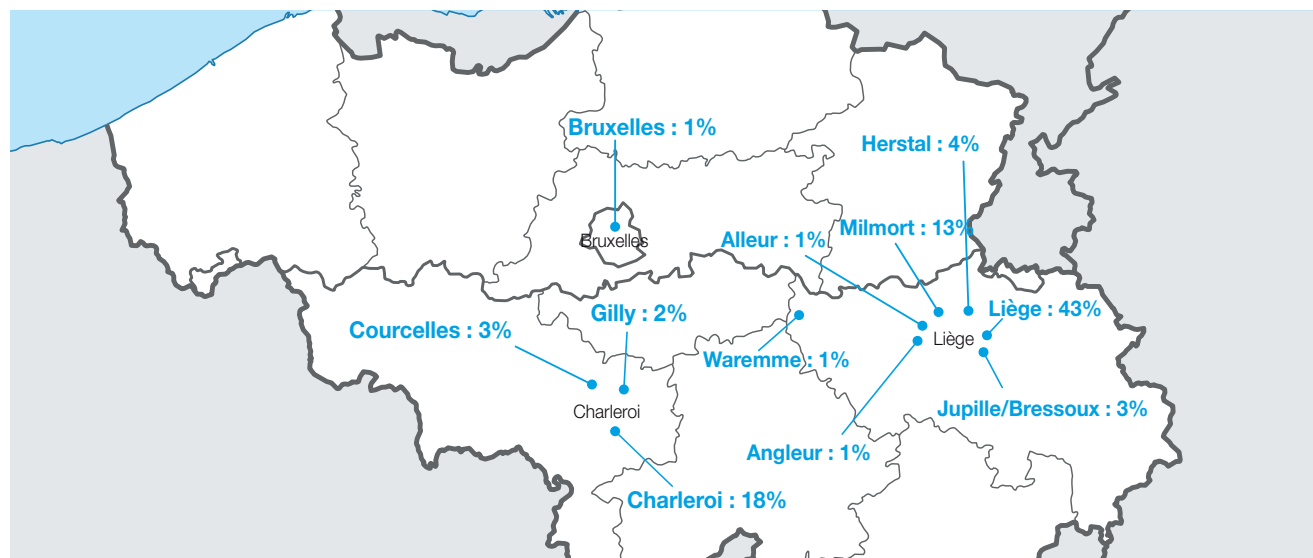 Bruxelles : 1%
Herstal : 4%
Milmort : 13%
Alleur : 1%
Bruxelles
Liège : 43%
Gilly : 2%
Courcelles : 3%
Liège
Waremme : 1%
Charleroi
Jupille/Bressoux : 3%
Angleur : 1%
Charleroi : 18%